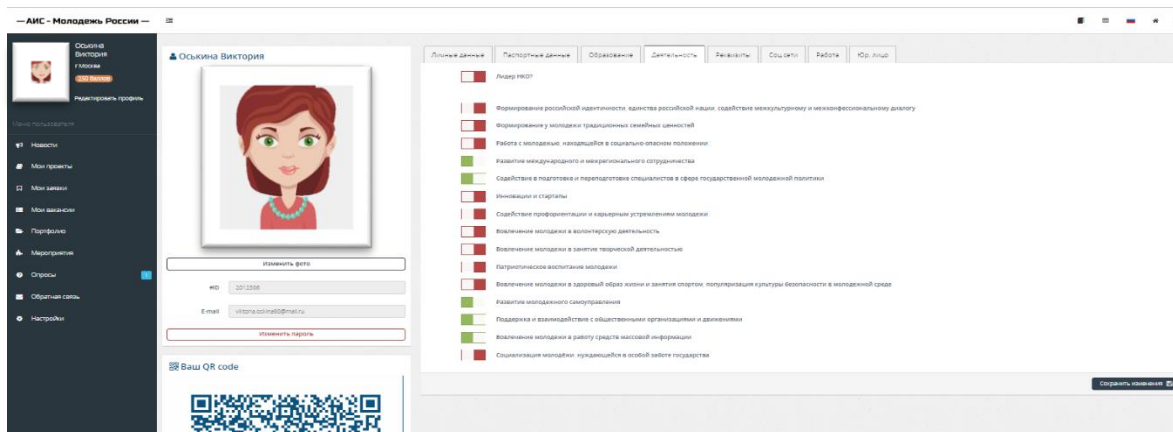 — АИС - Молодежь России —
Оськина
Виктория
г Москва
250 баллов
Редактировать профиль
Меню пользователя
Новости
Мои проекты
Мои заявки
Мои вакансии
Портфолио
Мероприятия
Опросы
1
Обратная связь
Настройки
Оськина Виктория
Изменить фото
E-mail
Изменить пароль
Ваш QR code
Личные данные
Паспортные данные
Образование
Деятельность
Реквизиты
Соц.сети
Работа
Юр. лицо
Лидер НКО?
Формирование российской идентичности, единства российской нации, содействие межкультурному и межконфессиональному диалогу
Формирование у молодежи традиционных семейных ценностей
Работа с молодежью, находящейся в социально-опасном положении
Развитие международного и межрегионального сотрудничества
Содействие в подготовке и переподготовке специалистов в сфере государственной молодежной политики
Инновации и стартапы
Содействие профориентации и карьерным устремлениям молодежи
Вовлечение молодежи в волонтерскую деятельность
Вовлечение молодежи в занятие творческой деятельностью
Патриотическое воспитание молодежи
Вовлечение молодежи в здоровый образ жизни и занятия спортом, популяризация культуры безопасности в молодежной среде
Развитие молодежного самоуправления
Поддержка и взаимодействие с общественными организациями и движениями
Вовлечение молодежи в работу средств массовой информации
Социализация молодёжи, нуждающейся в особой заботе государства
Сохранить изменения